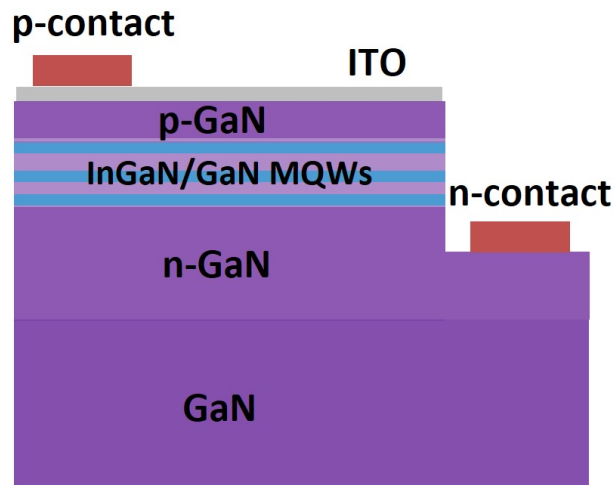 p-contact
ITO
p-GaN
InGaN/GaN MQWs
n-contact
n-GaN
GaN